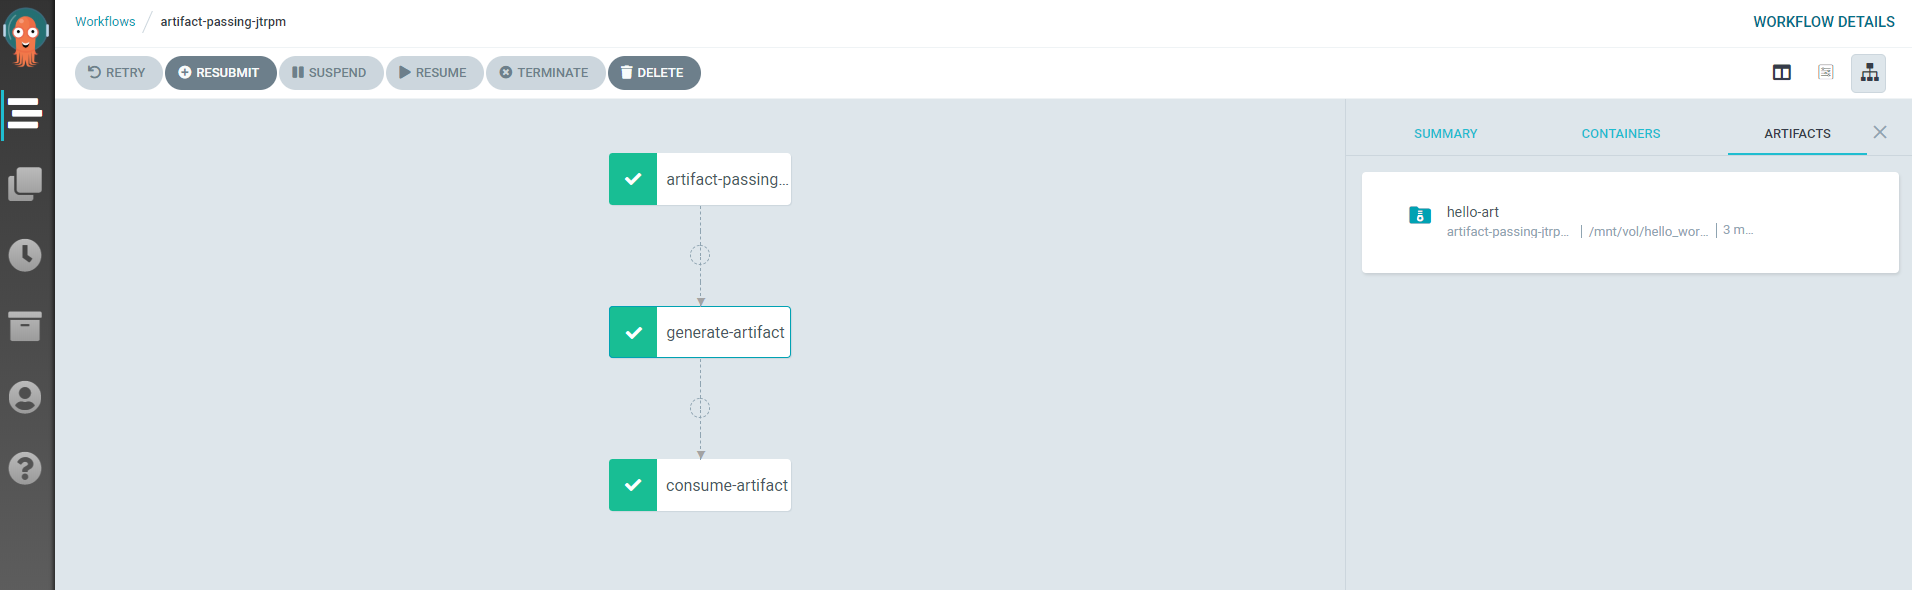 Workflows / artifact-passing-jtrpm
WORKFLOW DETAILS
RETRY RESUBMIT SUSPEND RESUME TERMINATE DELETE
SUMMARY CONTAINERS ARTIFACTS
artifact-passing...
hello-art
artifact-passing-jtrp... | /mnt/vol/hello_wor... | 3 m...
generate-artifact
consume-artifact